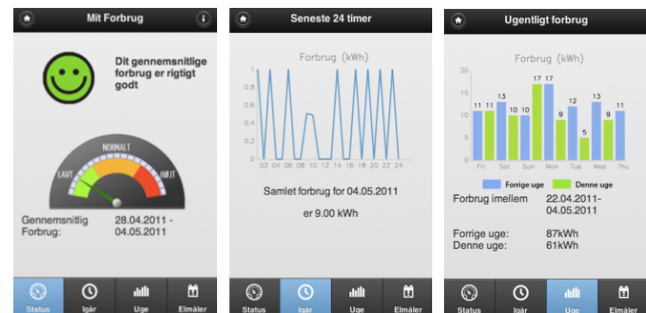 Mit Forbrug
Dit gennemsnitlige
forbrug er rigtigt
godt
NORMALT
LAVT
HØJT
Gennemsnitlig
Forbrug:
28.04.2011 -
04.05.2011
Status
Igår
Uge
Elmåler
Seneste 24 timer
Forbrug (kWh)
1
0.8
0.6
0.4
0.2
0
02 04 06 08 10 12 14 16 18 20 22 24
Samlet forbrug for 04.05.2011
er 9.00 kWh
Status
Igår
Uge
Elmåler
Ugentligt forbrug
Forbrug (kWh)
20
15
10
5
0
11 11 13 10 10 17 17 9 12 5 13 9 11
Fri Sat Sun Mon Tue Wed Thu
Forrige uge
Denne uge
Forbrug imellem
22.04.2011-
04.05.2011
Forrige uge: 87kWh
Denne uge: 61kWh
Status
Igår
Uge
Elmåler